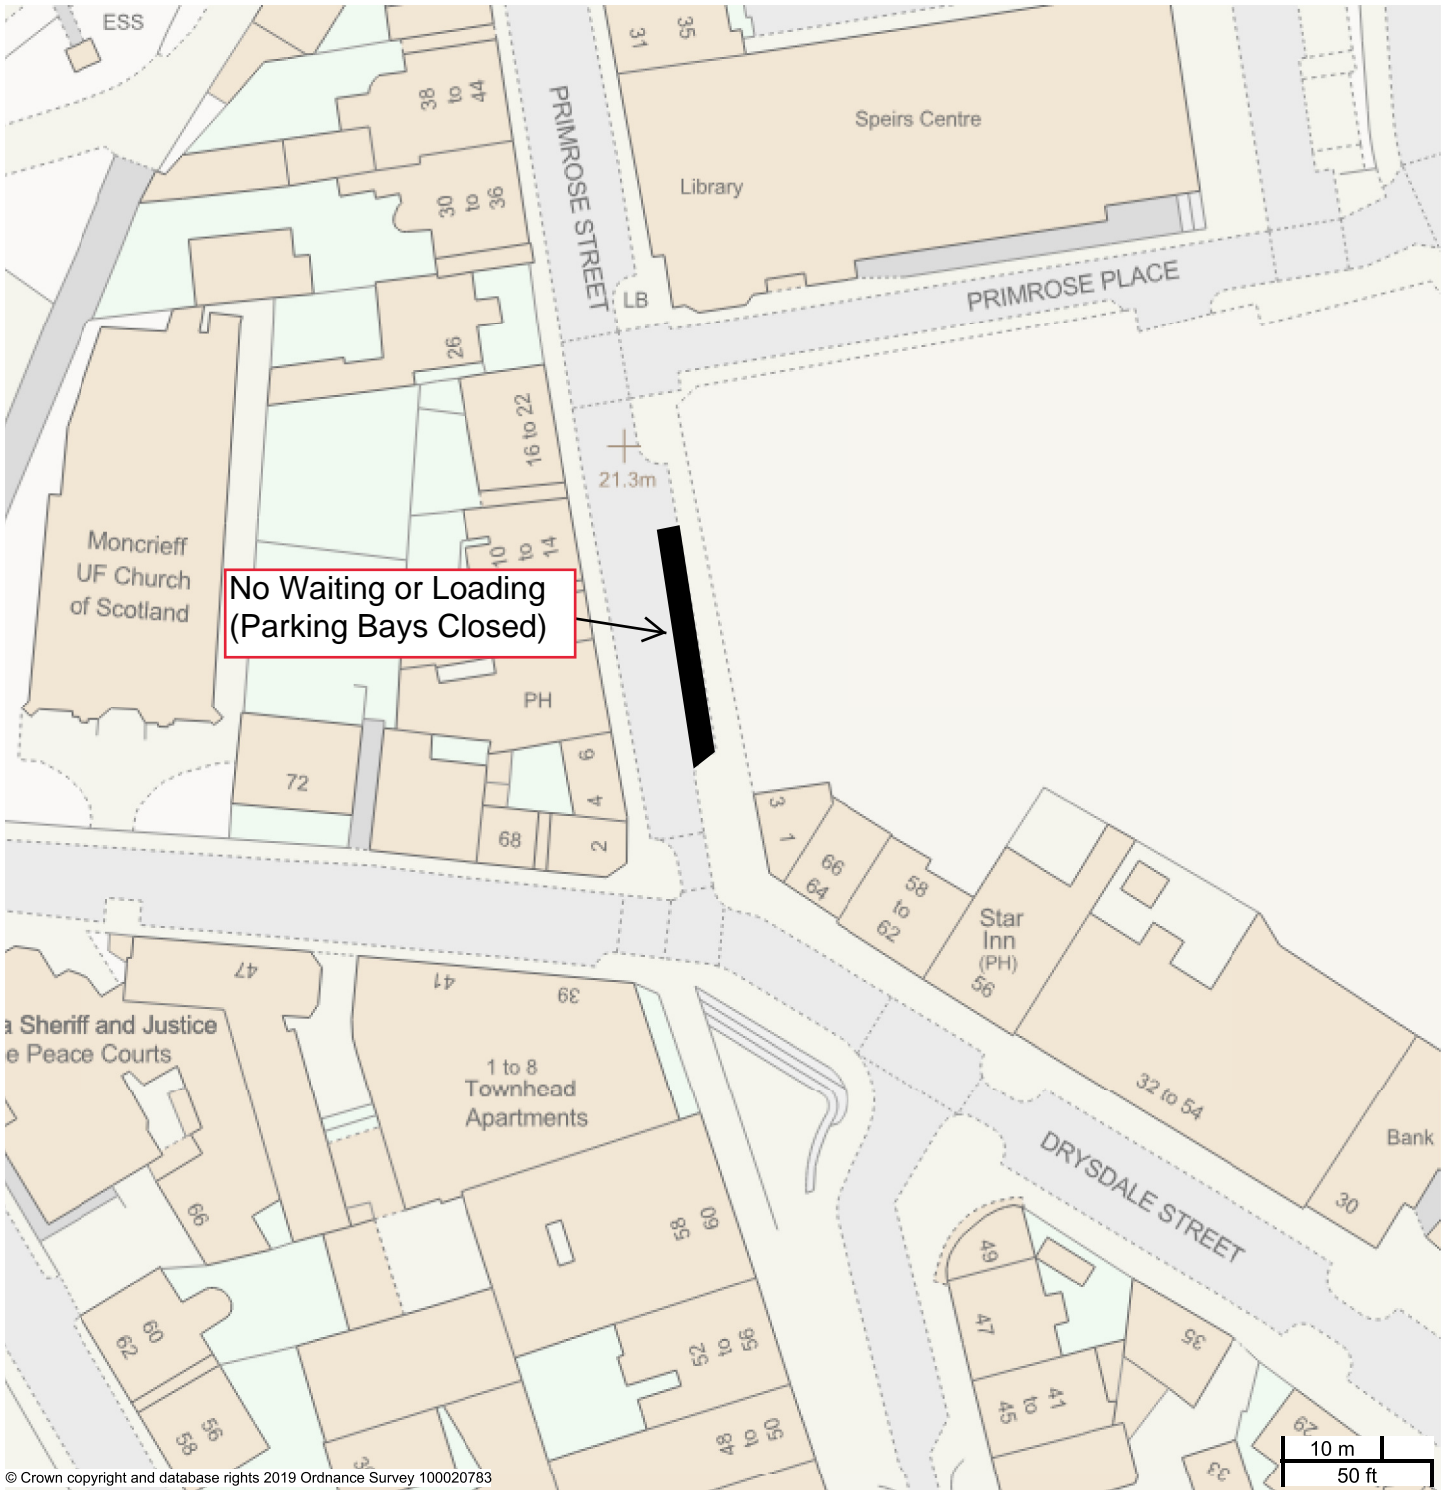 ESS
31
35
38
to
44
PRIMROSE STREET
Speirs Centre
Library
30
to
36
LB
PRIMROSE PLACE
26
16 to 22
21.3m
Moncrieff
UF Church
of Scotland
10
to
14
No Waiting or Loading
(Parking Bays Closed)
PH
6
4
72
68
2
3
1
66
64
58
to
62
Star
Inn
(PH)
56
47
41
39
a Sheriff and Justice
e Peace Courts
1 to 8
Townhead
Apartments
32 to 54
Bank
30
DRYSDALE STREET
66
60
58
49
47
35
60
62
56
to
52
41
to
45
56
58
50
to
48
29
33
10 m
50 ft
© Crown copyright and database rights 2019 Ordnance Survey 100020783